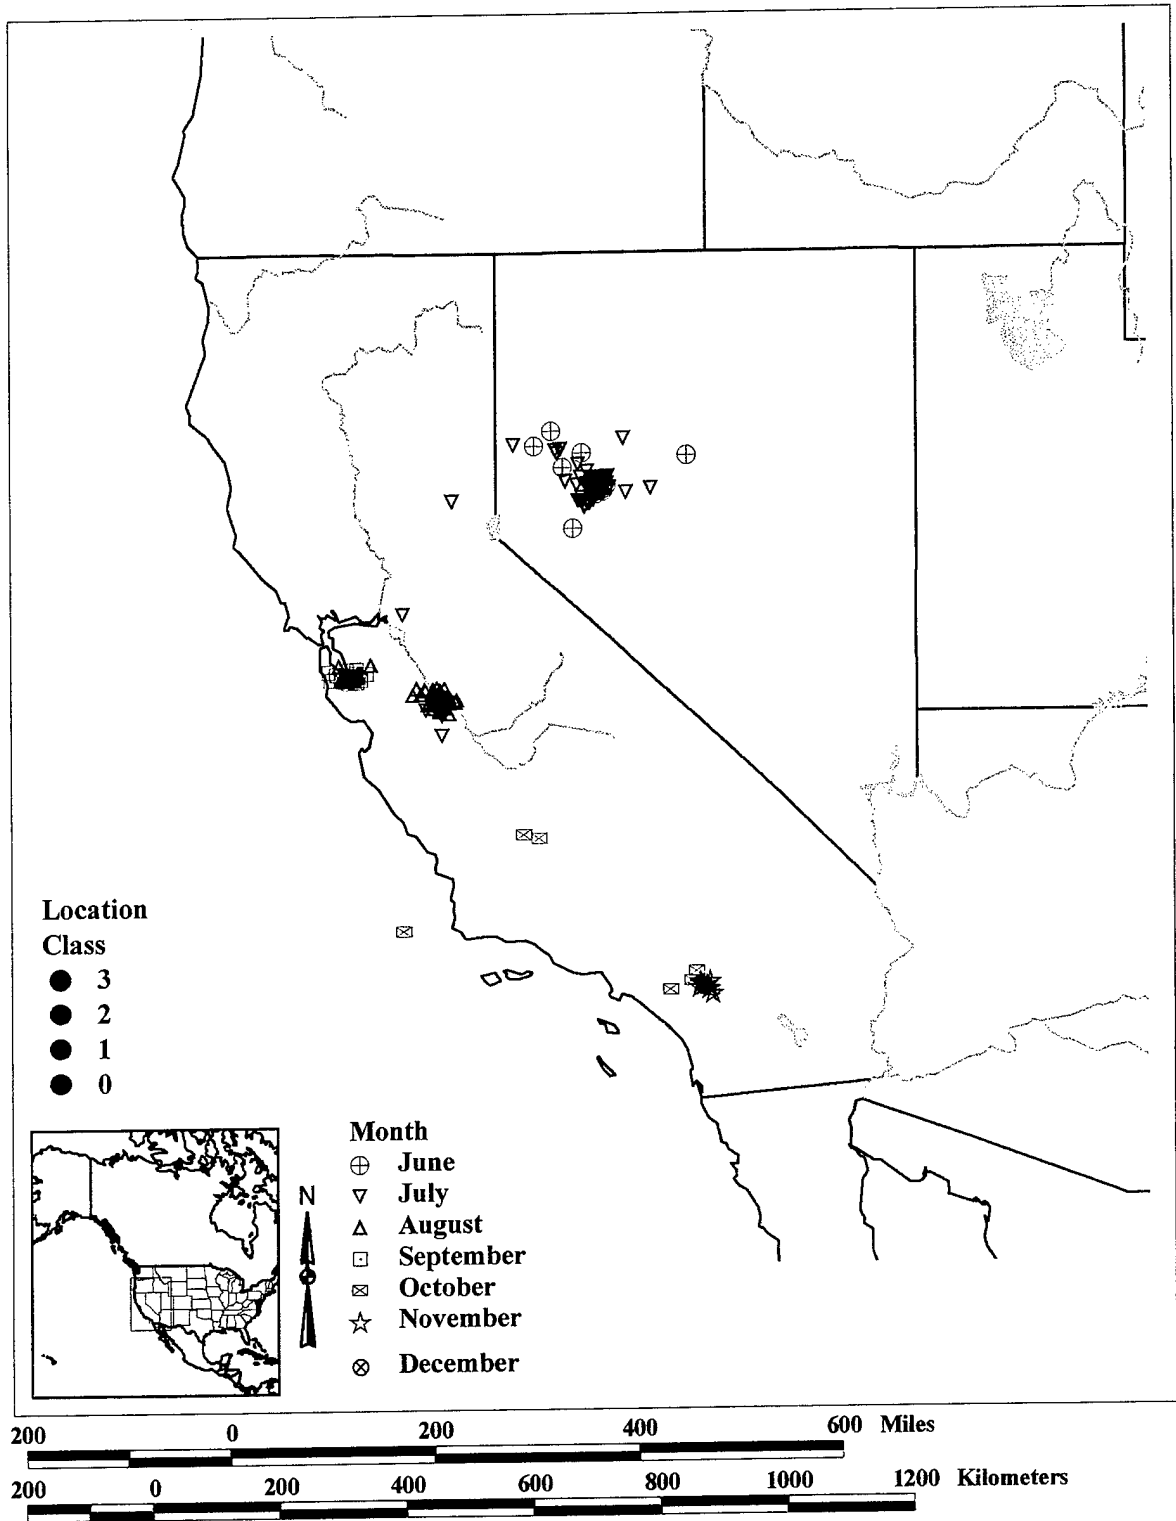 Location
Class
3
2
1
0
Month
June
July
August
September
October
November
December
N
200 0 200 400 600 Miles
200 0 200 400 600 800 1000 1200 Kilometers